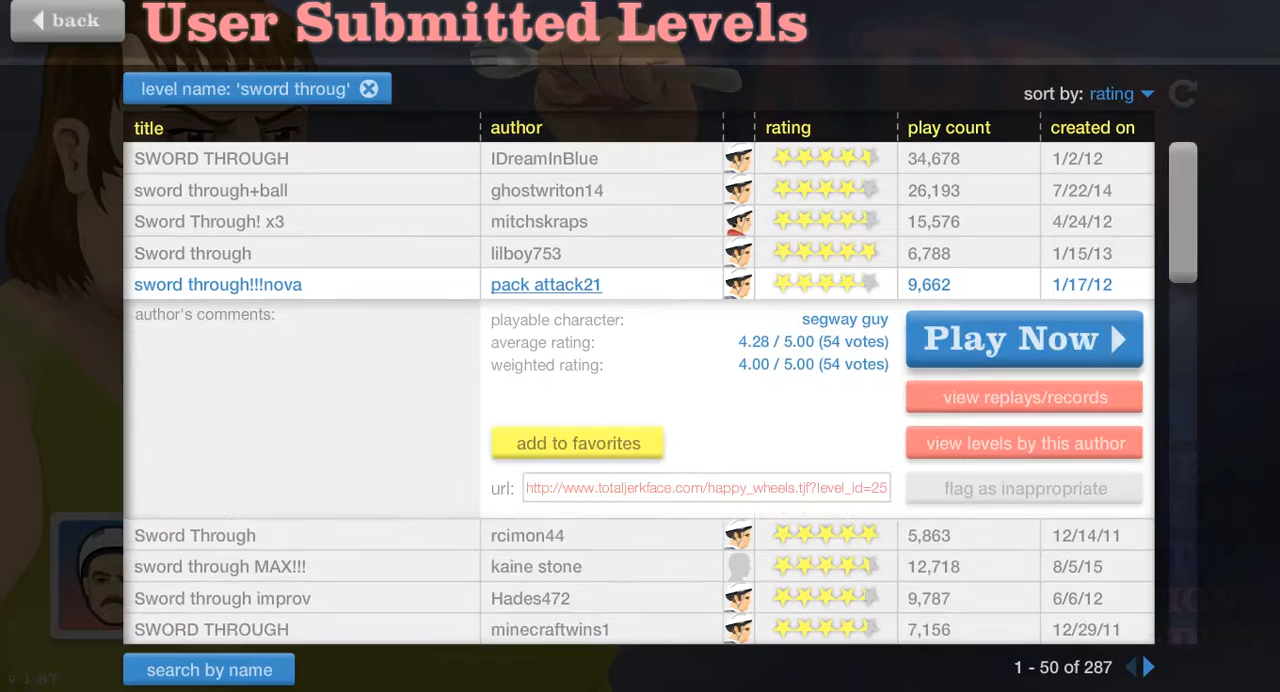 back
User Submitted Levels
level name: 'sword throug'
sort by: rating
title author rating play count created on
SWORD THROUGH IDreamInBlue 34,678 1/2/12
sword through+ball ghostwriton14 26,193 7/22/14
Sword Through! x3 mitchskraps 15,576 4/24/12
Sword through lilboy753 6,788 1/15/13
sword through!!!nova pack attack21 9,662 1/17/12
author's comments:
playable character: segway guy
average rating: 4.28 / 5.00 (54 votes)
weighted rating: 4.00 / 5.00 (54 votes)
Play Now
view replays/records
add to favorites
view levels by this author
url: http://www.totaljerkface.com/happy_wheels.tjf?level_id=25
flag as inappropriate
Sword Through rcimon44 5,863 12/14/11
sword through MAX!!! kaine stone 12,718 8/5/15
Sword through improv Hades472 9,787 6/6/12
SWORD THROUGH minecraftwins1 7,156 12/29/11
search by name
1 - 50 of 287
v 1.87